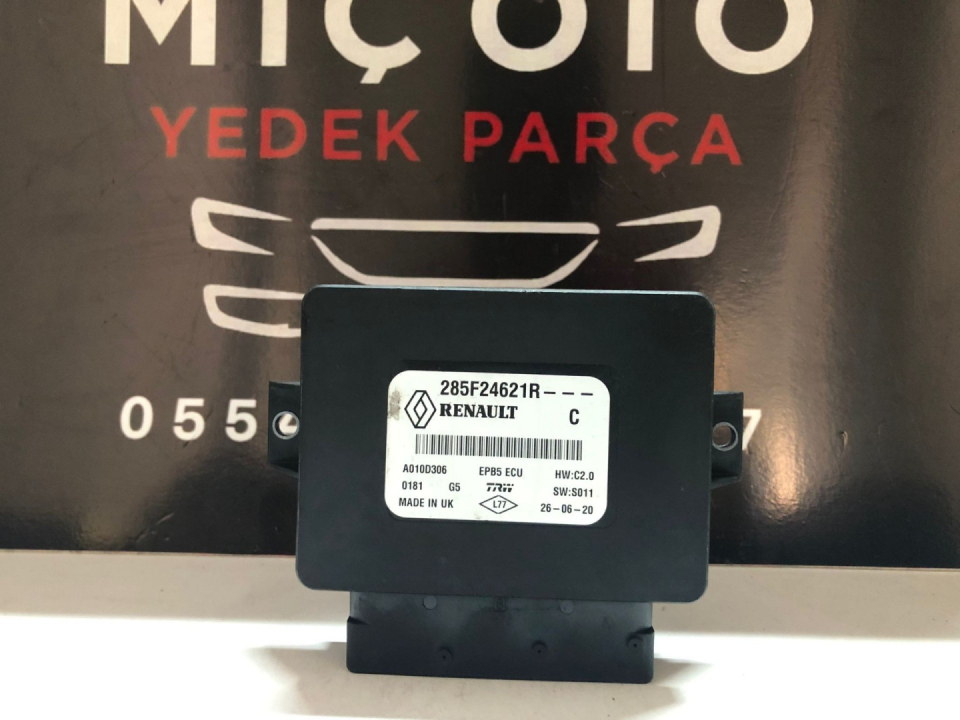 MİÇ OTO
YEDEK PARÇA
055
7
285F24621R---
RENAULT
C
A010D306 EPB5 ECU HW:C2.0
0181 G5 TRW SW:S011
MADE IN UK L77 26-06-20